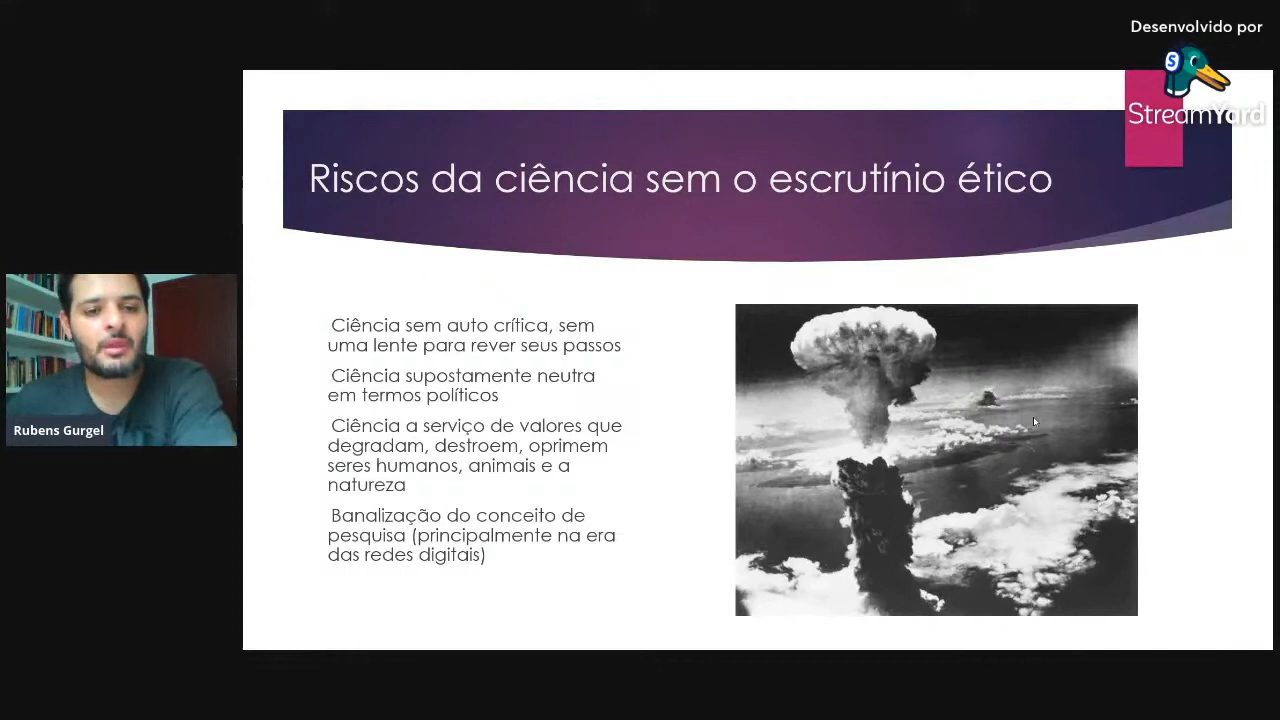 Desenvolvido por
StreamYard
Riscos da ciência sem o escrutínio ético
Ciência sem auto crítica, sem
uma lente para rever seus passos
Ciência supostamente neutra
em termos políticos
Ciência a serviço de valores que
degradam, destroem, oprimem
seres humanos, animais e a
natureza
Banalização do conceito de
pesquisa (principalmente na era
das redes digitais)
Rubens Gurgel